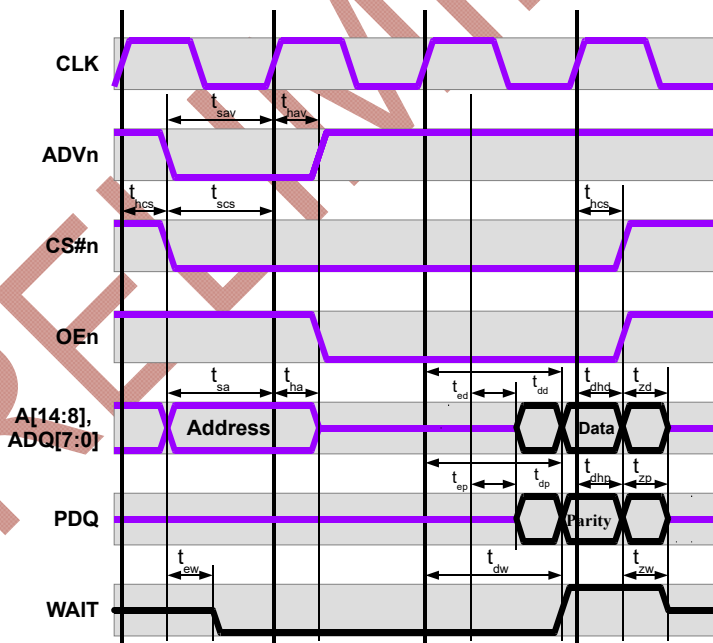 CLK
t sav
t hav
ADVn
t hcs
t scs
t hcs
CS#n
OEn
t sa
t ha
t ed
t dd
t dhd
t zd
A[14:8],
ADQ[7:0]
Address
Data
t ep
t dp
t dhp
t zp
PDQ
Parity
t ew
t dw
t zw
WAIT